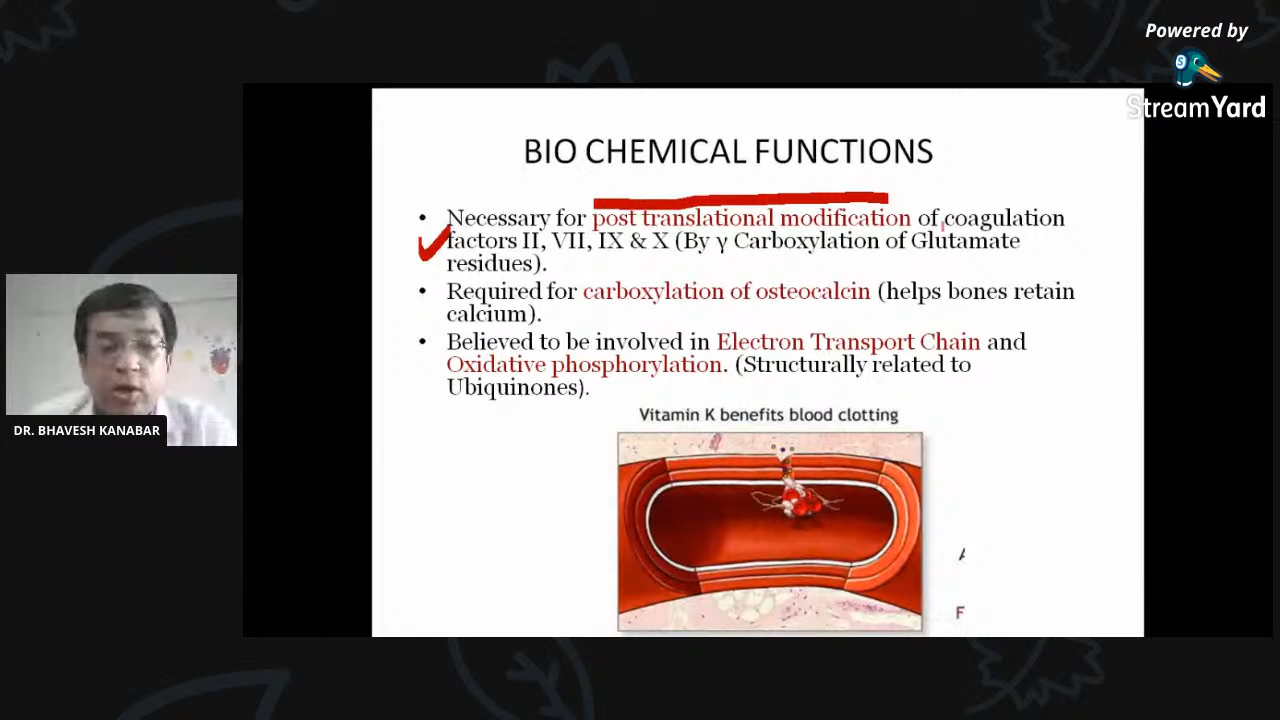 Powered by
StreamYard
BIO CHEMICAL FUNCTIONS
• Necessary for post translational modification of coagulation
factors II, VII, IX & X (By γ Carboxylation of Glutamate
residues).
• Required for carboxylation of osteocalcin (helps bones retain
calcium).
• Believed to be involved in Electron Transport Chain and
Oxidative phosphorylation. (Structurally related to
Ubiquinones).
Vitamin K benefits blood clotting
F
DR. BHAVESH KANABAR